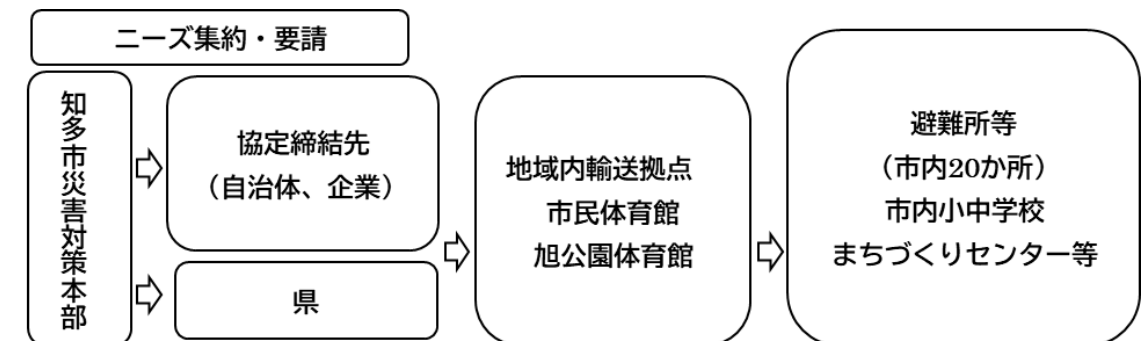 ニーズ集約・要請
知多市災害対策本部
協定締結先
（自治体、企業）
県
地域内輸送拠点
市民体育館
旭公園体育館
避難所等
（市内20か所）
市内小中学校
まちづくりセンター等